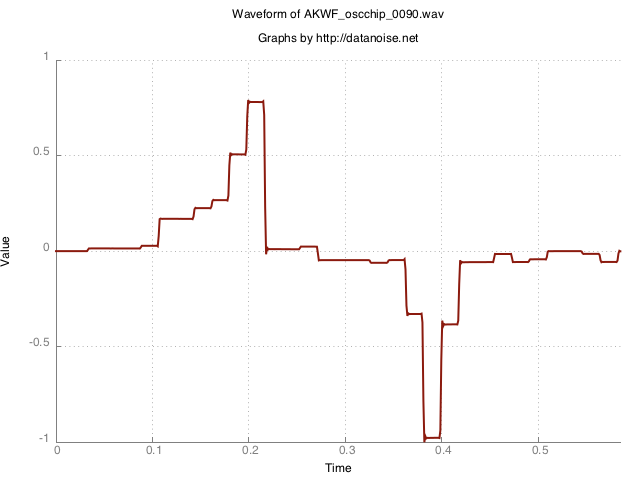 Waveform of AKWF_oscchip_0090.wav
Graphs by http://datanoise.net
1
0.5
0
-0.5
-1
Value
0 0.1 0.2 0.3 0.4 0.5
Time